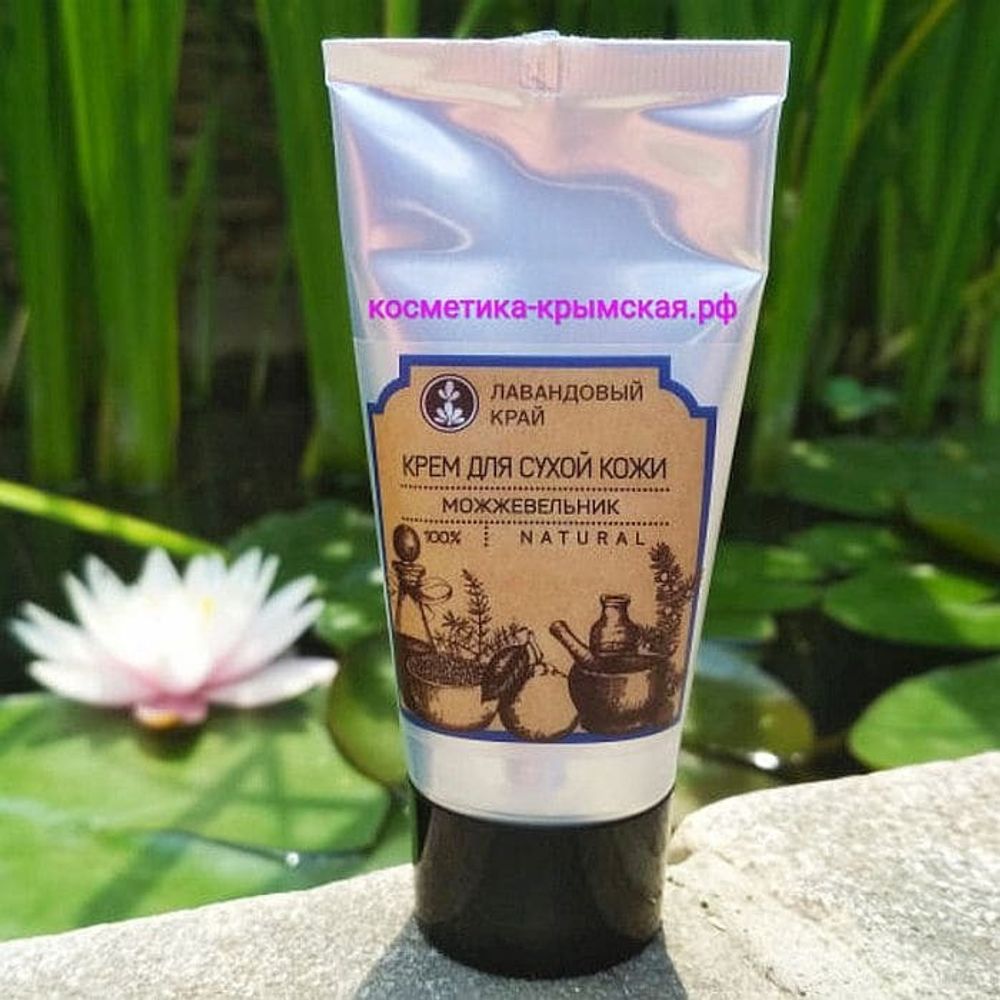 косметика-крымская.рф
ЛАВАНДОВЫЙ
КРАЙ
КРЕМ ДЛЯ СУХОЙ КОЖИ
МОЖЖЕВЕЛЬНИК
100% NATURAL